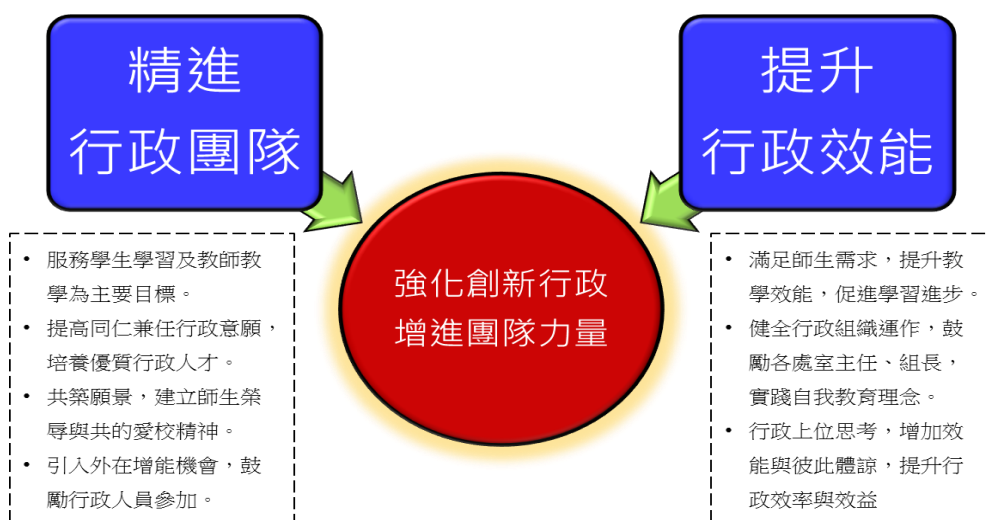 精進
行政團隊
提升
行政效能
強化創新行政
增進團隊力量
• 服務學生學習及教師教
學為主要目標。
• 提高同仁兼任行政意願，
培養優質行政人才。
• 共築願景，建立師生榮
辱與共的愛校精神。
• 引入外在增能機會，鼓
勵行政人員參加。
• 滿足師生需求，提升教
學效能，促進學習進步。
• 健全行政組織運作，鼓
勵各處室主任、組長，
實踐自我教育理念。
• 行政上位思考，增加效
能與彼此體諒，提升行
政效率與效益